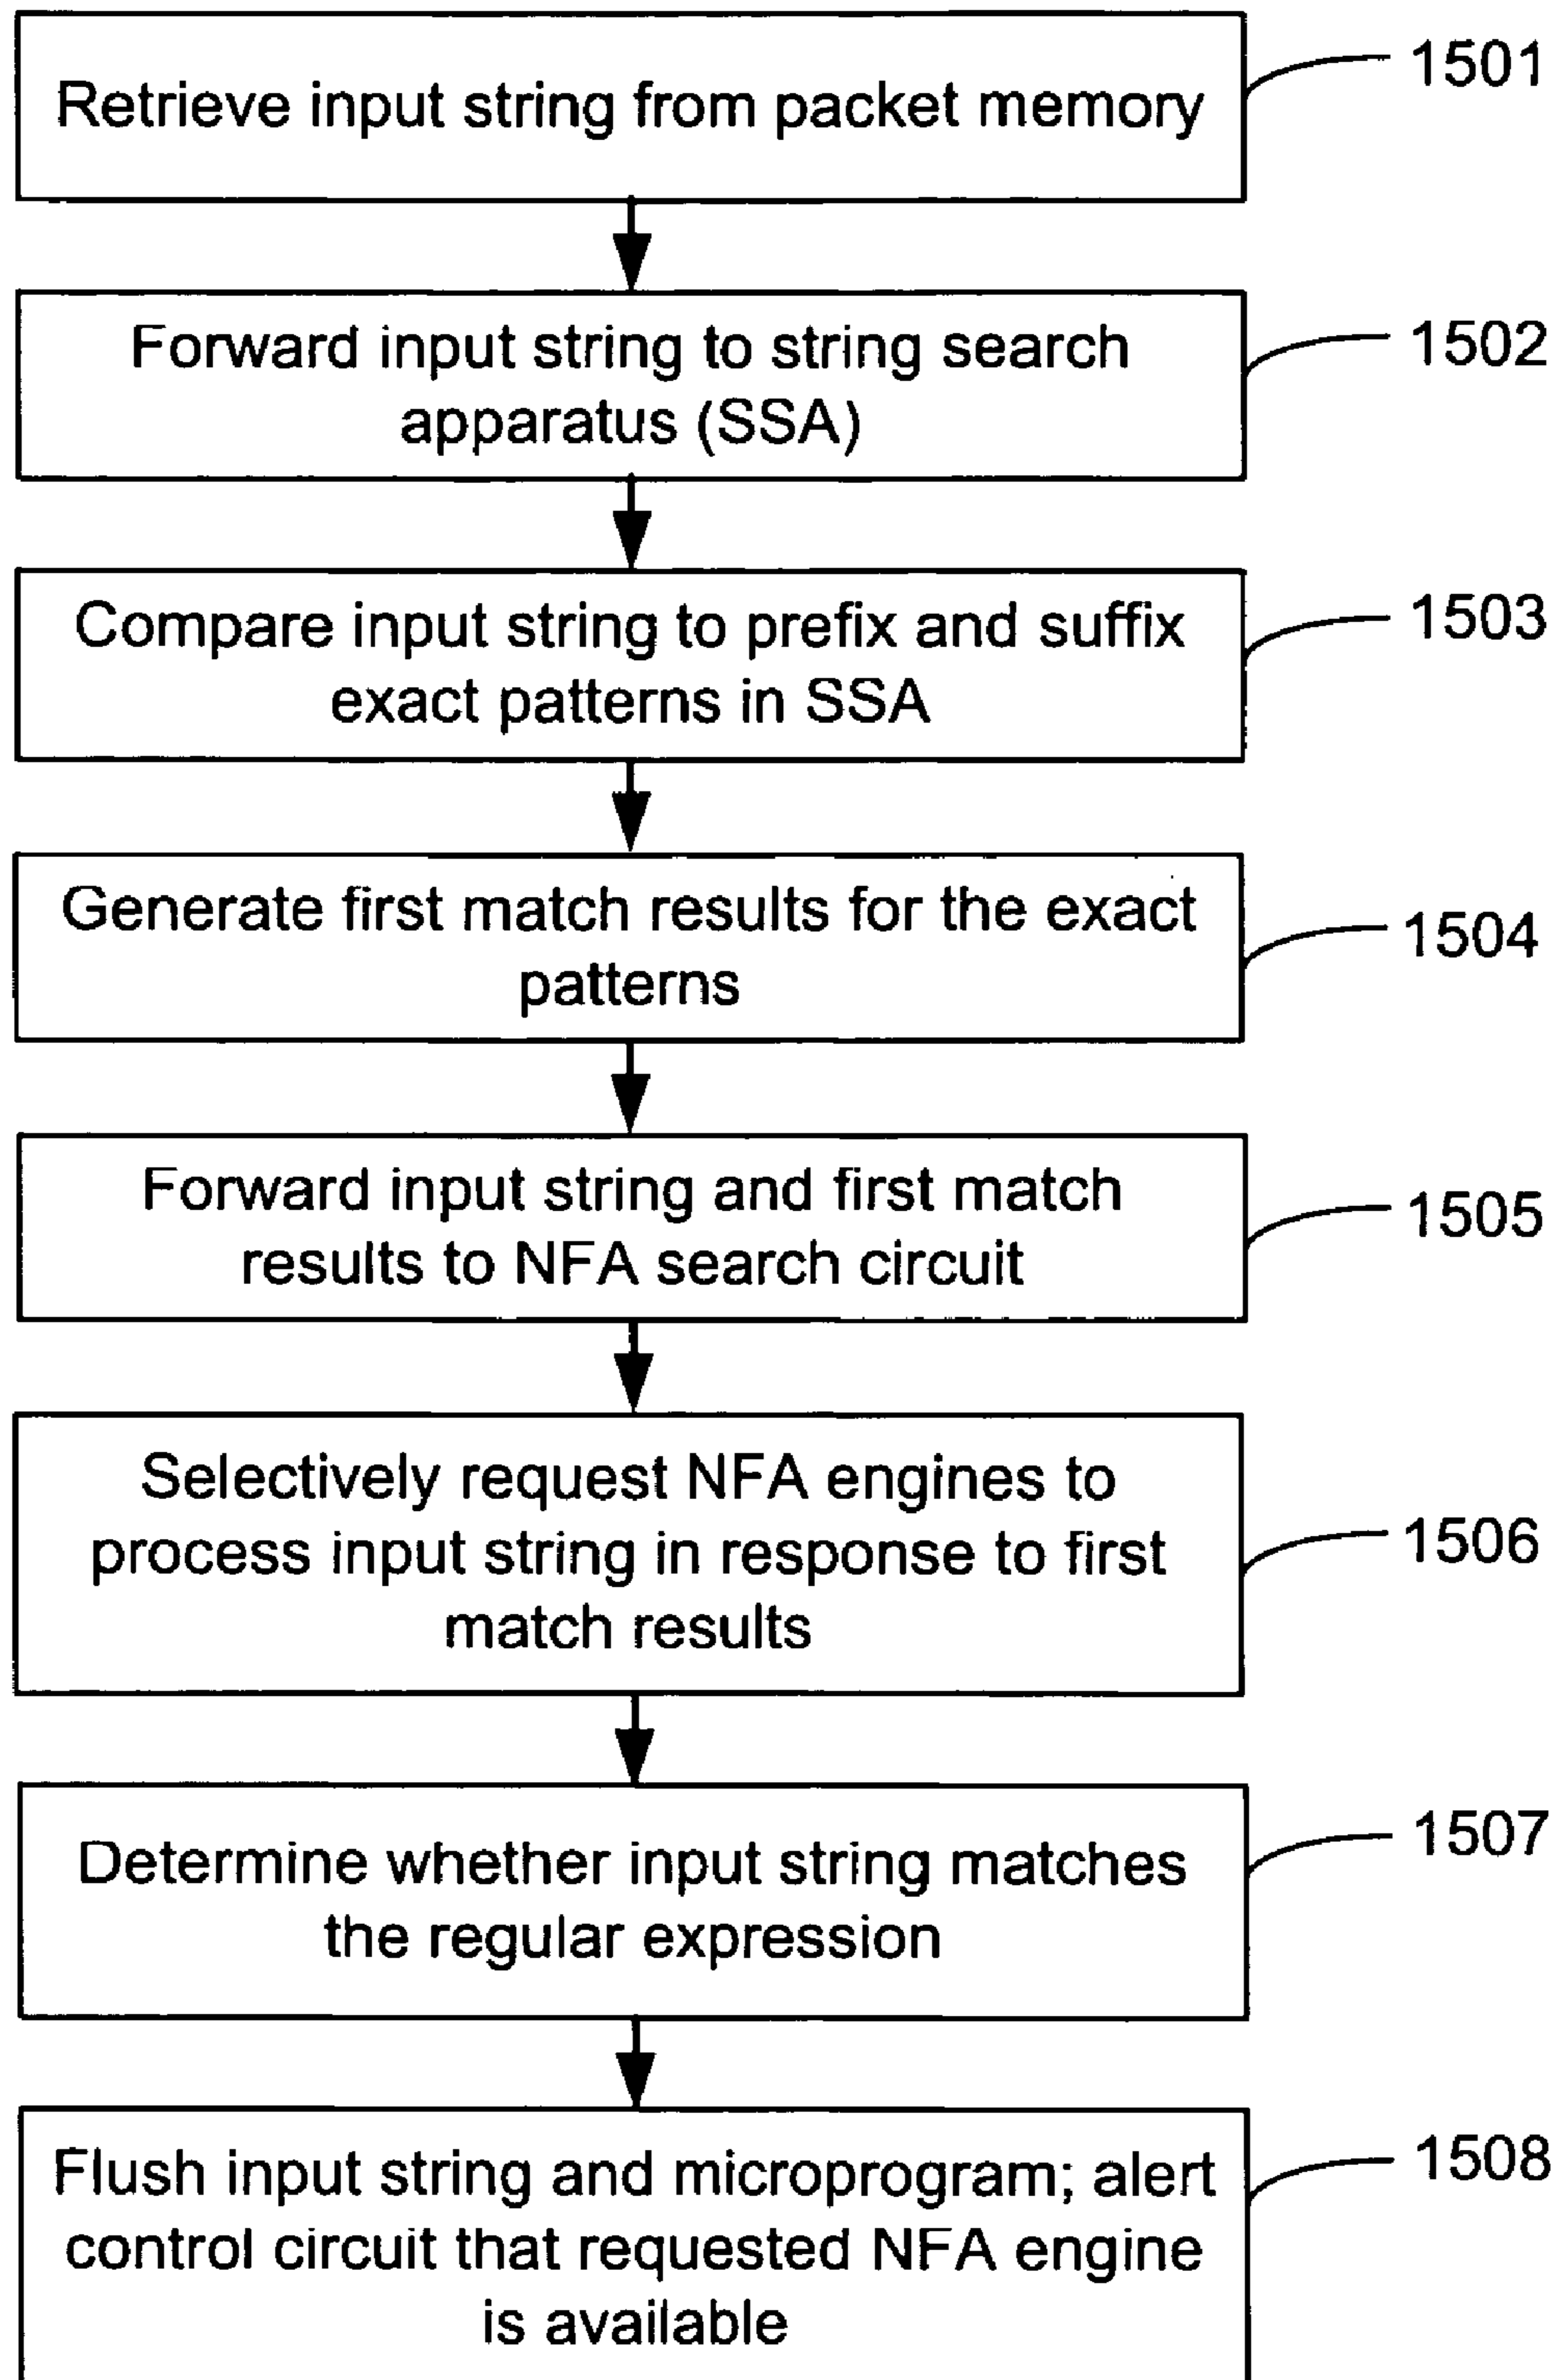 Retrieve input string from packet memory
1501
Forward input string to string search
apparatus (SSA)
1502
Compare input string to prefix and suffix
exact patterns in SSA
1503
Generate first match results for the exact
patterns
1504
Forward input string and first match
results to NFA search circuit
1505
Selectively request NFA engines to
process input string in response to first
match results
1506
Determine whether input string matches
the regular expression
1507
Flush input string and microprogram; alert
control circuit that requested NFA engine
is available
1508